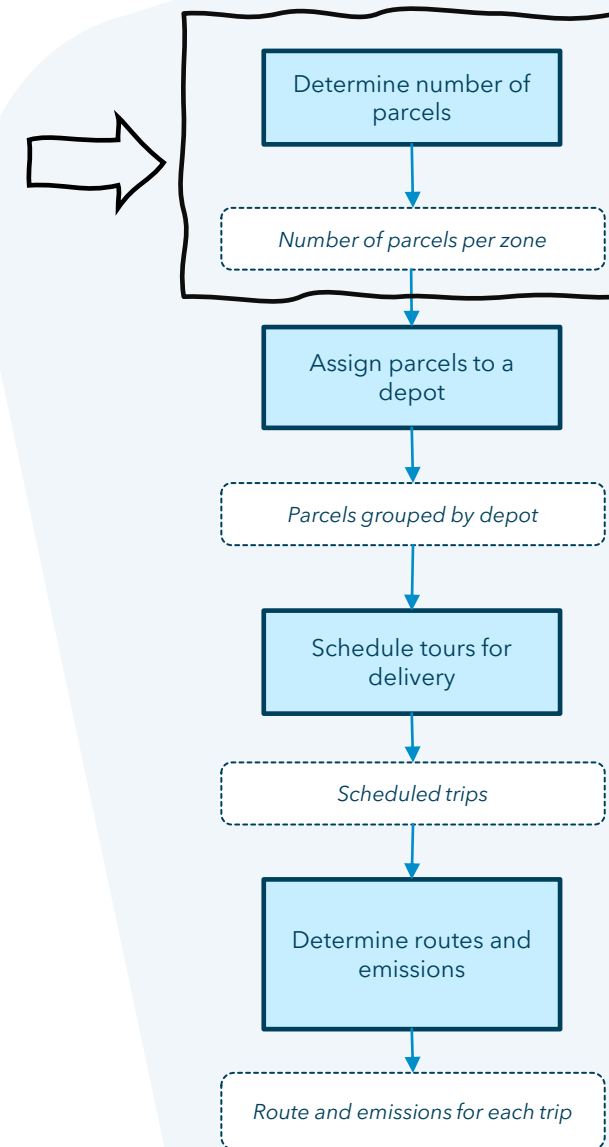 Determine number of
parcels
Number of parcels per zone
Assign parcels to a
depot
Parcels grouped by depot
Schedule tours for
delivery
Scheduled trips
Determine routes and
emissions
Route and emissions for each trip